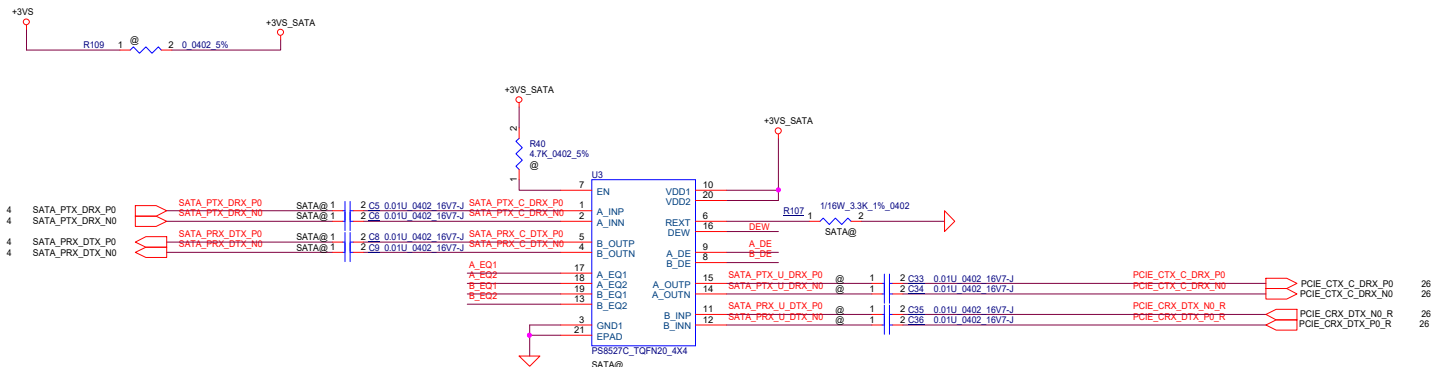 +3VS
+3VS_SATA
R109 1 @ 2 0_0402_5%
+3VS_SATA
+3VS_SATA
2
R40
4.7K_0402_5%
@
1
U3
7 EN
VDD1 10
VDD2 20
4 SATA_PTX_DRX_P0 SATA_PTX_DRX_P0 SATA@ 1 2 C5 0.01U_0402_16V7-J SATA_PTX_C_DRX_P0 1 A_INP
4 SATA_PTX_DRX_N0 SATA_PTX_DRX_N0 SATA@ 1 2 C6 0.01U_0402_16V7-J SATA_PTX_C_DRX_N0 2 A_INN
REXT 6 R107 1 1/16W_3.3K_1%_0402 2
SATA@
DEW 16 DEW
4 SATA_PRX_DTX_P0 SATA_PRX_DTX_P0 SATA@ 1 2 C8 0.01U_0402_16V7-J SATA_PRX_C_DTX_P0 5 B_OUTP
4 SATA_PRX_DTX_N0 SATA_PRX_DTX_N0 SATA@ 1 2 C9 0.01U_0402_16V7-J SATA_PRX_C_DTX_N0 4 B_OUTN
A_DE 9 A_DE
B_DE 8 B_DE
A_EQ1 17 A_EQ1
A_EQ2 18 A_EQ2
B_EQ1 19 B_EQ1
B_EQ2 13 B_EQ2
A_OUTP 15 SATA_PTX_U_DRX_P0 @ 1 2 C33 0.01U_0402_16V7-J PCIE_CTX_C_DRX_P0 PCIE_CTX_C_DRX_P0 26
A_OUTN 14 SATA_PTX_U_DRX_N0 @ 1 2 C34 0.01U_0402_16V7-J PCIE_CTX_C_DRX_N0 PCIE_CTX_C_DRX_N0 26
B_INP 11 SATA_PRX_U_DTX_P0 @ 1 2 C35 0.01U_0402_16V7-J PCIE_CRX_DTX_N0_R PCIE_CRX_DTX_N0_R 26
B_INN 12 SATA_PRX_U_DTX_N0 @ 1 2 C36 0.01U_0402_16V7-J PCIE_CRX_DTX_P0_R PCIE_CRX_DTX_P0_R 26
3 GND1
21 EPAD
PS8527C_TQFN20_4X4
SATA@